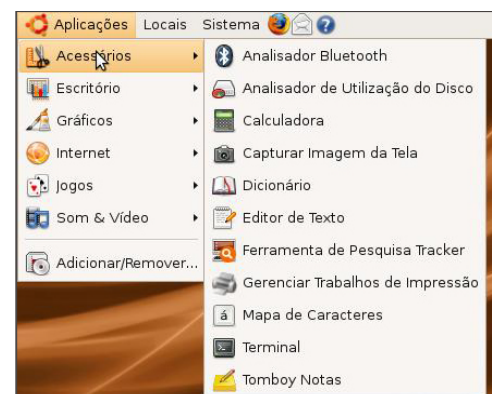 Aplicações Locais Sistema
Acessórios
Escritório
Gráficos
Internet
Jogos
Som & Vídeo
Adicionar/Remover...
Analisador Bluetooth
Analisador de Utilização do Disco
Calculadora
Capturar Imagem da Tela
Dicionário
Editor de Texto
Ferramenta de Pesquisa Tracker
Gerenciar Trabalhos de Impressão
Mapa de Caracteres
Terminal
Tomboy Notas